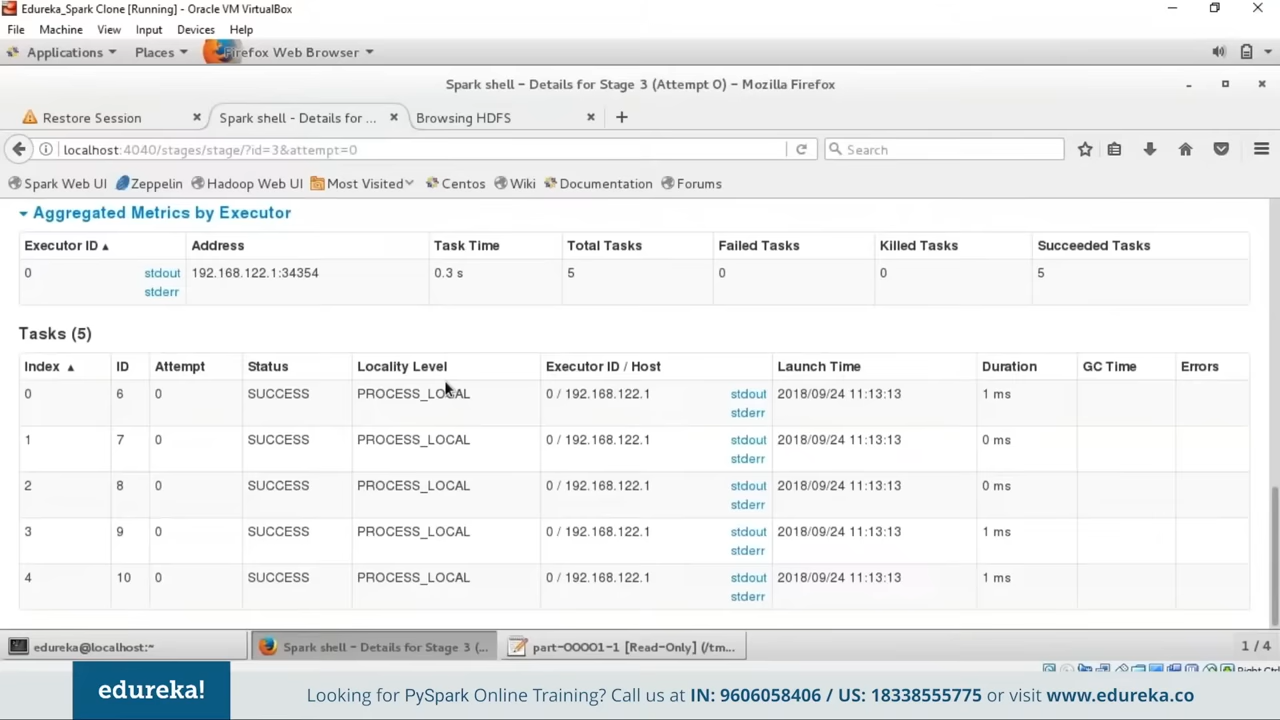 Edureka_Spark Clone [Running] - Oracle VM VirtualBox
File Machine View Input Devices Help
Applications Places Firefox Web Browser
Spark shell - Details for Stage 3 (Attempt 0) - Mozilla Firefox
Restore Session Spark shell - Details for ... Browsing HDFS
localhost:4040/stages/stage/?id=3&attempt=0 Search
Spark Web UI Zeppelin Hadoop Web UI Most Visited Centos Wiki Documentation Forums
Aggregated Metrics by Executor
Executor ID Address Task Time Total Tasks Failed Tasks Killed Tasks Succeeded Tasks
0 stdout 192.168.122.1:34354 0.3 s 5 0 0 5
stderr
Tasks (5)
Index ID Attempt Status Locality Level Executor ID / Host Launch Time Duration GC Time Errors
0 6 0 SUCCESS PROCESS_LOCAL 0 / 192.168.122.1 stdout 2018/09/24 11:13:13 1 ms
stderr
1 7 0 SUCCESS PROCESS_LOCAL 0 / 192.168.122.1 stdout 2018/09/24 11:13:13 0 ms
stderr
2 8 0 SUCCESS PROCESS_LOCAL 0 / 192.168.122.1 stdout 2018/09/24 11:13:13 0 ms
stderr
3 9 0 SUCCESS PROCESS_LOCAL 0 / 192.168.122.1 stdout 2018/09/24 11:13:13 1 ms
stderr
4 10 0 SUCCESS PROCESS_LOCAL 0 / 192.168.122.1 stdout 2018/09/24 11:13:13 1 ms
stderr
edureka@localhost:~ Spark shell - Details for Stage 3 (... part-00001-1 [Read-Only] (/tm... 1 / 4
edureka! Looking for PySpark Online Training? Call us at IN: 9606058406 / US: 18338555775 or visit www.edureka.co